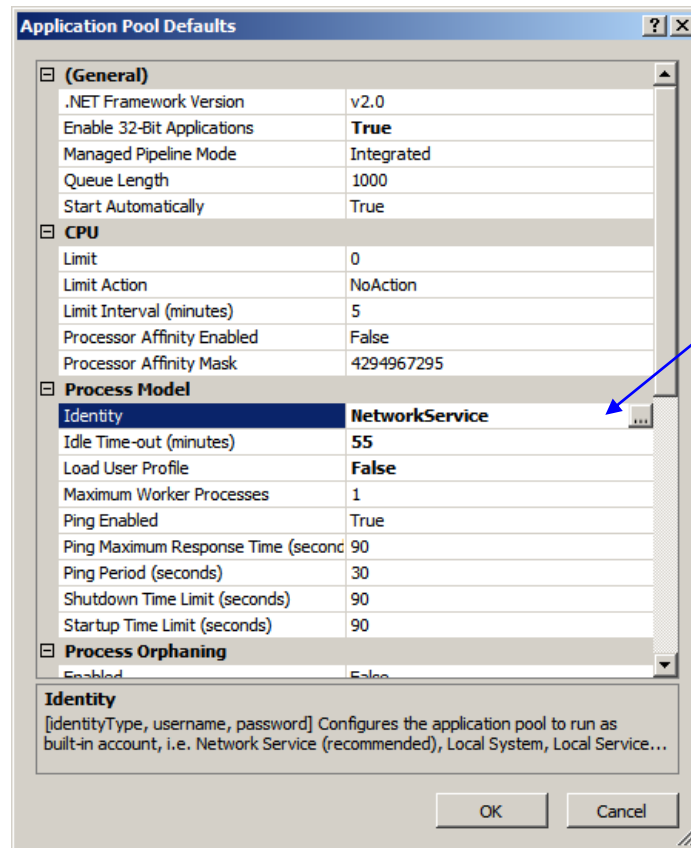 Application Pool Defaults
(General)
.NET Framework Version v2.0
Enable 32-Bit Applications True
Managed Pipeline Mode Integrated
Queue Length 1000
Start Automatically True
CPU
Limit 0
Limit Action NoAction
Limit Interval (minutes) 5
Processor Affinity Enabled False
Processor Affinity Mask 4294967295
Process Model
Identity NetworkService ...
Idle Time-out (minutes) 55
Load User Profile False
Maximum Worker Processes 1
Ping Enabled True
Ping Maximum Response Time (second 90
Ping Period (seconds) 30
Shutdown Time Limit (seconds) 90
Startup Time Limit (seconds) 90
Process Orphaning
Enabled False
Identity
[identityType, username, password] Configures the application pool to run as
built-in account, i.e. Network Service (recommended), Local System, Local Service...
OK Cancel